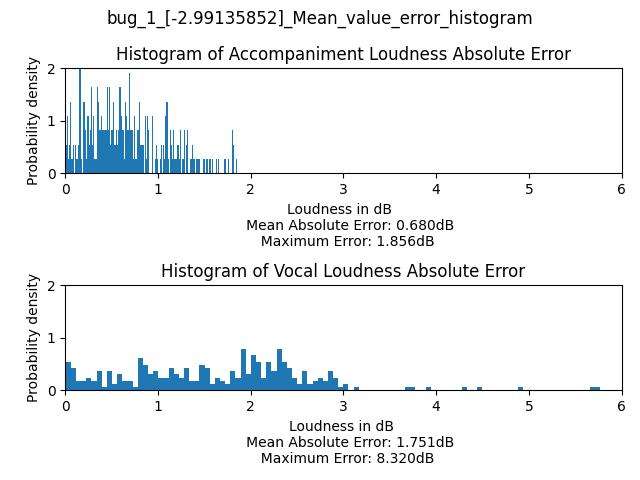 bug_1_[-2.99135852]_Mean_value_error_histogram
Histogram of Accompaniment Loudness Absolute Error
Probability density
2
1
0
0 1 2 3 4 5 6
Loudness in dB
Mean Absolute Error: 0.680dB
Maximum Error: 1.856dB
Histogram of Vocal Loudness Absolute Error
Probability density
2
1
0
0 1 2 3 4 5 6
Loudness in dB
Mean Absolute Error: 1.751dB
Maximum Error: 8.320dB